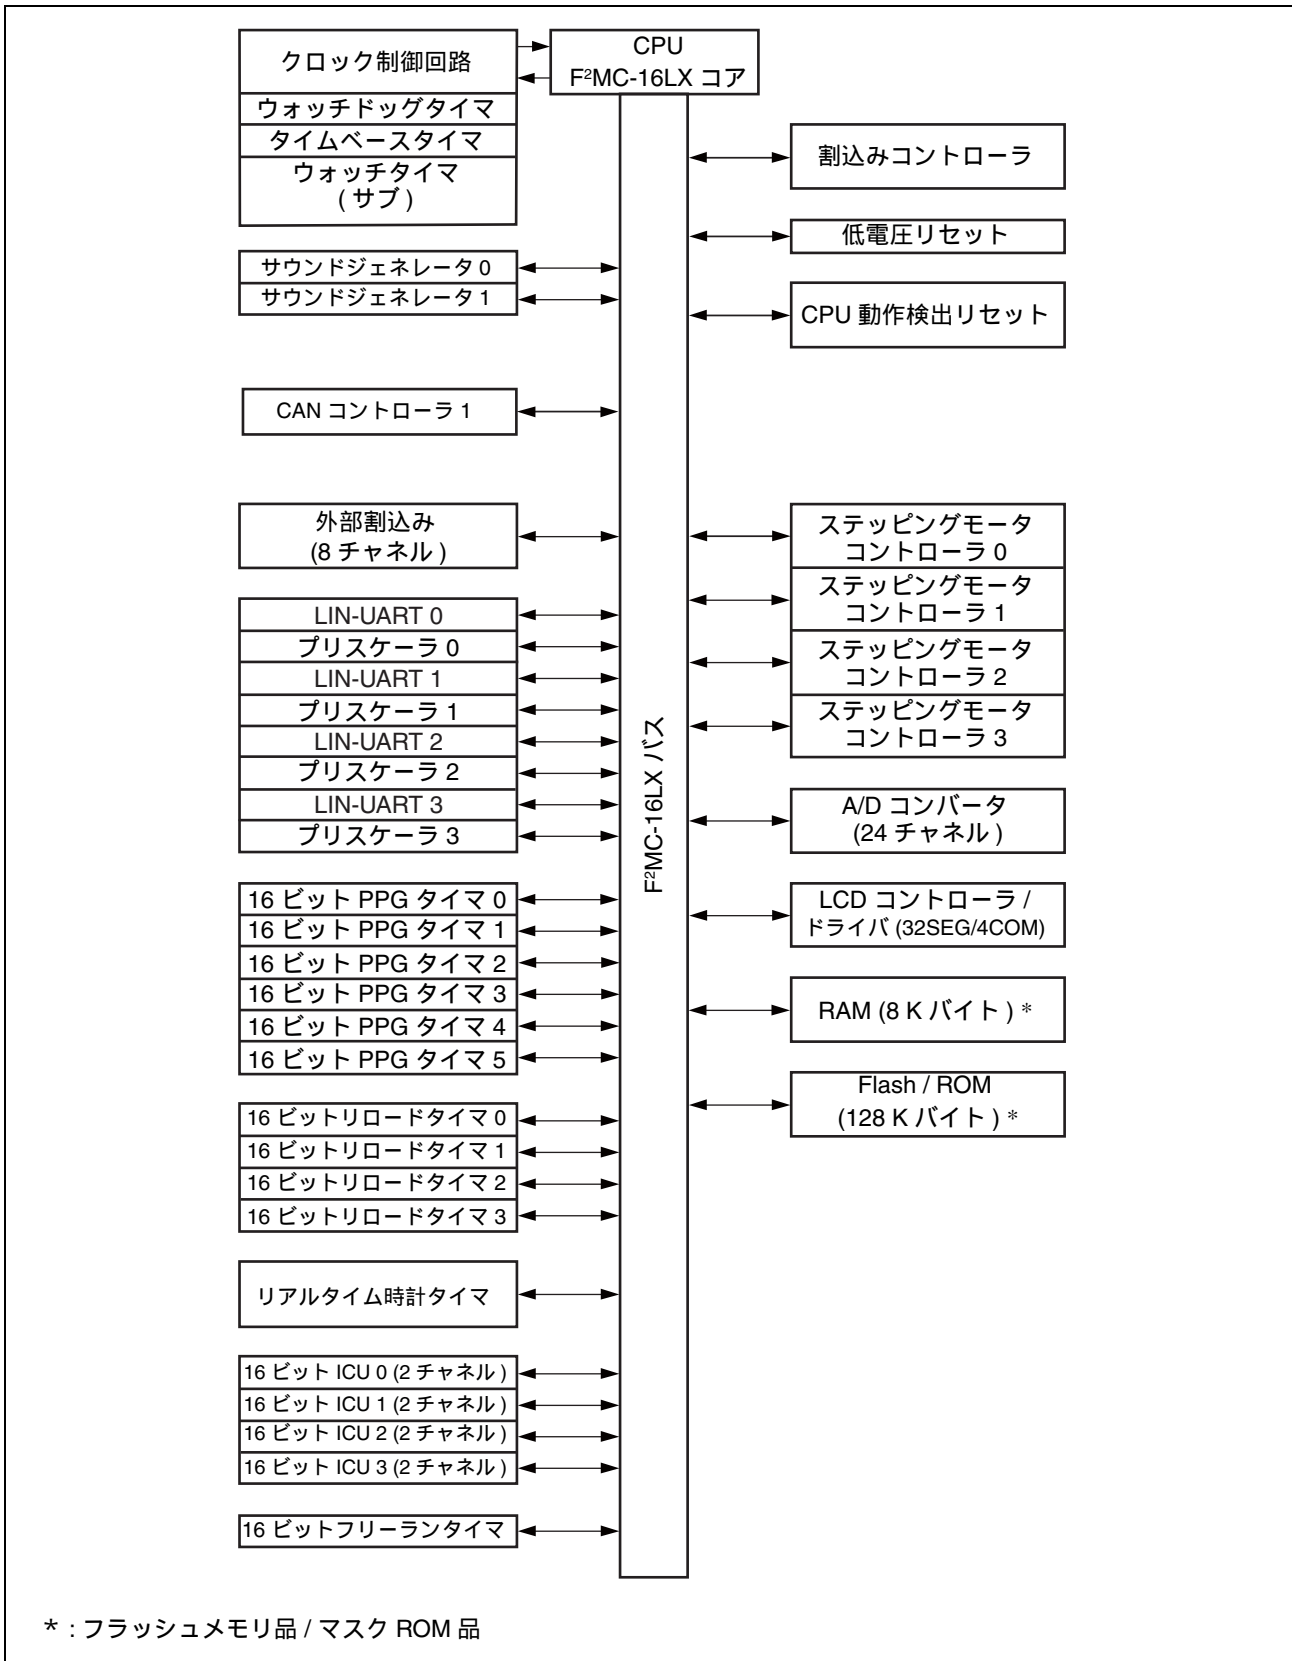 クロック制御回路
ウォッチドッグタイマ
タイムベースタイマ
ウォッチタイマ
( サブ )
CPU
F²MC-16LX コア
サウンドジェネレータ 0
サウンドジェネレータ 1
CAN コントローラ 1
外部割込み
(8 チャネル )
LIN-UART 0
プリスケーラ 0
LIN-UART 1
プリスケーラ 1
LIN-UART 2
プリスケーラ 2
LIN-UART 3
プリスケーラ 3
16 ビット PPG タイマ 0
16 ビット PPG タイマ 1
16 ビット PPG タイマ 2
16 ビット PPG タイマ 3
16 ビット PPG タイマ 4
16 ビット PPG タイマ 5
16 ビットリロードタイマ 0
16 ビットリロードタイマ 1
16 ビットリロードタイマ 2
16 ビットリロードタイマ 3
リアルタイム時計タイマ
16 ビット ICU 0 (2 チャネル )
16 ビット ICU 1 (2 チャネル )
16 ビット ICU 2 (2 チャネル )
16 ビット ICU 3 (2 チャネル )
16 ビットフリーランタイマ
F²MC-16LX バス
割込みコントローラ
低電圧リセット
CPU 動作検出リセット
ステッピングモータ
コントローラ 0
ステッピングモータ
コントローラ 1
ステッピングモータ
コントローラ 2
ステッピングモータ
コントローラ 3
A/D コンバータ
(24 チャネル )
LCD コントローラ /
ドライバ (32SEG/4COM)
RAM (8 K バイト ) *
Flash / ROM
(128 K バイト ) *
* : フラッシュメモリ品 / マスク ROM 品